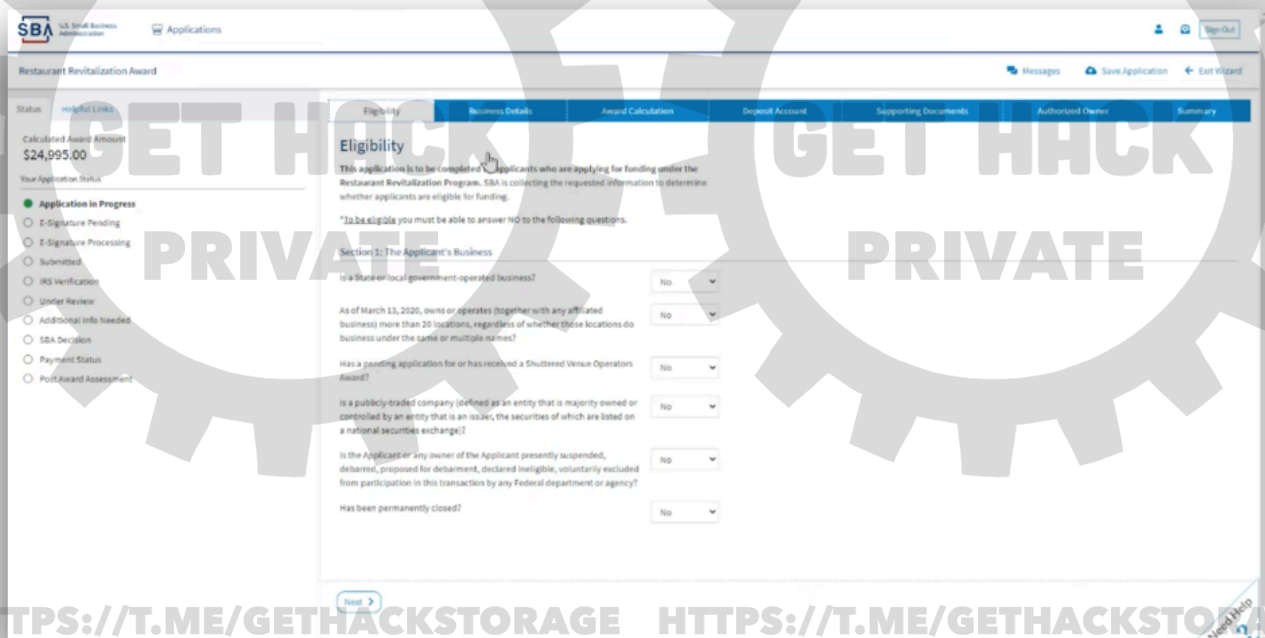 SBA U.S. Small Business Administration
Applications
Sign Out
Restaurant Revitalization Award
Messages
Save Application
Exit Wizard
Status
Helpful Links
Calculated Award Amount
$24,995.00
Your Application Status
Application in Progress
E-Signature Pending
E-Signature Processing
Submitted
IRS Verification
Under Review
Additional Info Needed
SBA Decision
Payment Status
Post Award Assessment
Eligibility
Business Details
Award Calculation
Deposit Account
Supporting Documents
Authorized Owner
Summary
Eligibility
This application is to be completed applicants who are applying for funding under the
Restaurant Revitalization Program. SBA is collecting the requested information to determine
whether applicants are eligible for funding.
*To be eligible you must be able to answer NO to the following questions.
Section 1: The Applicant's Business
Is a State or local government-operated business?
No
As of March 13, 2020, owns or operates (together with any affiliated
business) more than 20 locations, regardless of whether those locations do
business under the same or multiple names?
No
Has a pending application for or has received a Shuttered Venue Operators
Award?
No
Is a publicly-traded company (defined as an entity that is majority owned or
controlled by an entity that is an issuer, the securities of which are listed on
a national securities exchange)?
No
Is the Applicant or any owner of the Applicant presently suspended,
debarred, proposed for debarment, declared ineligible, voluntarily excluded
from participation in this transaction by any Federal department or agency?
No
Has been permanently closed?
No
Next
Need Help
GET HACK
PRIVATE
GET HACK
PRIVATE
TPS://T.ME/GETHACKSTORAGE HTTPS://T.ME/GETHACKSTO